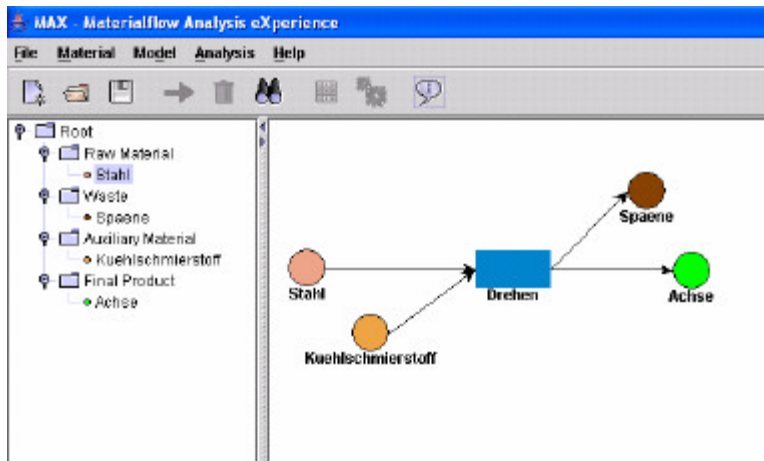 MAX - Materialflow Analysis eXperience
File Material Model Analysis Help
Root
Raw Material
Stahl
Waste
Spaene
Auxiliary Material
Kuehlschmierstoff
Final Product
Achse
Spaene
Stahl
Drehen
Achse
Kuehlschmierstoff